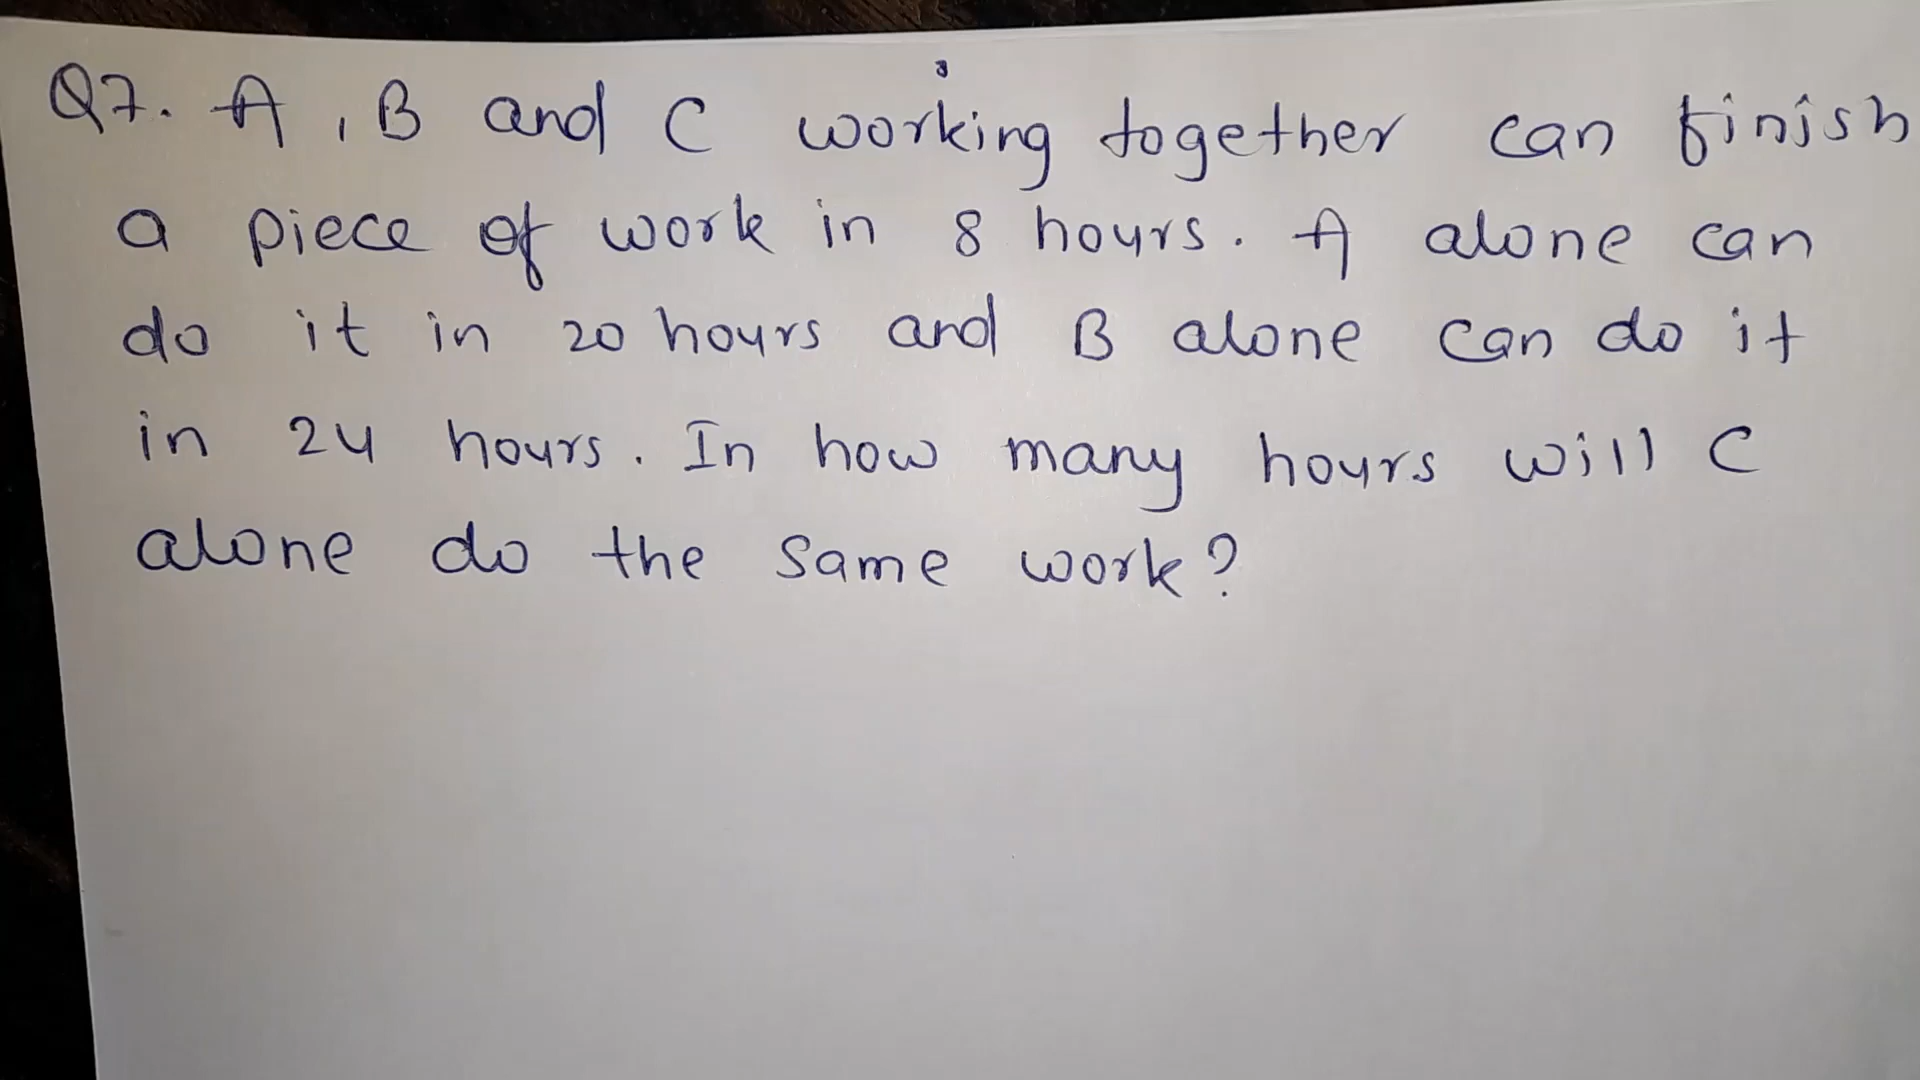 Q7. A, B and C working together can finish
a piece of work in 8 hours. A alone can
do it in 20 hours and B alone can do it
in 24 hours. In how many hours will C
alone do the same work?